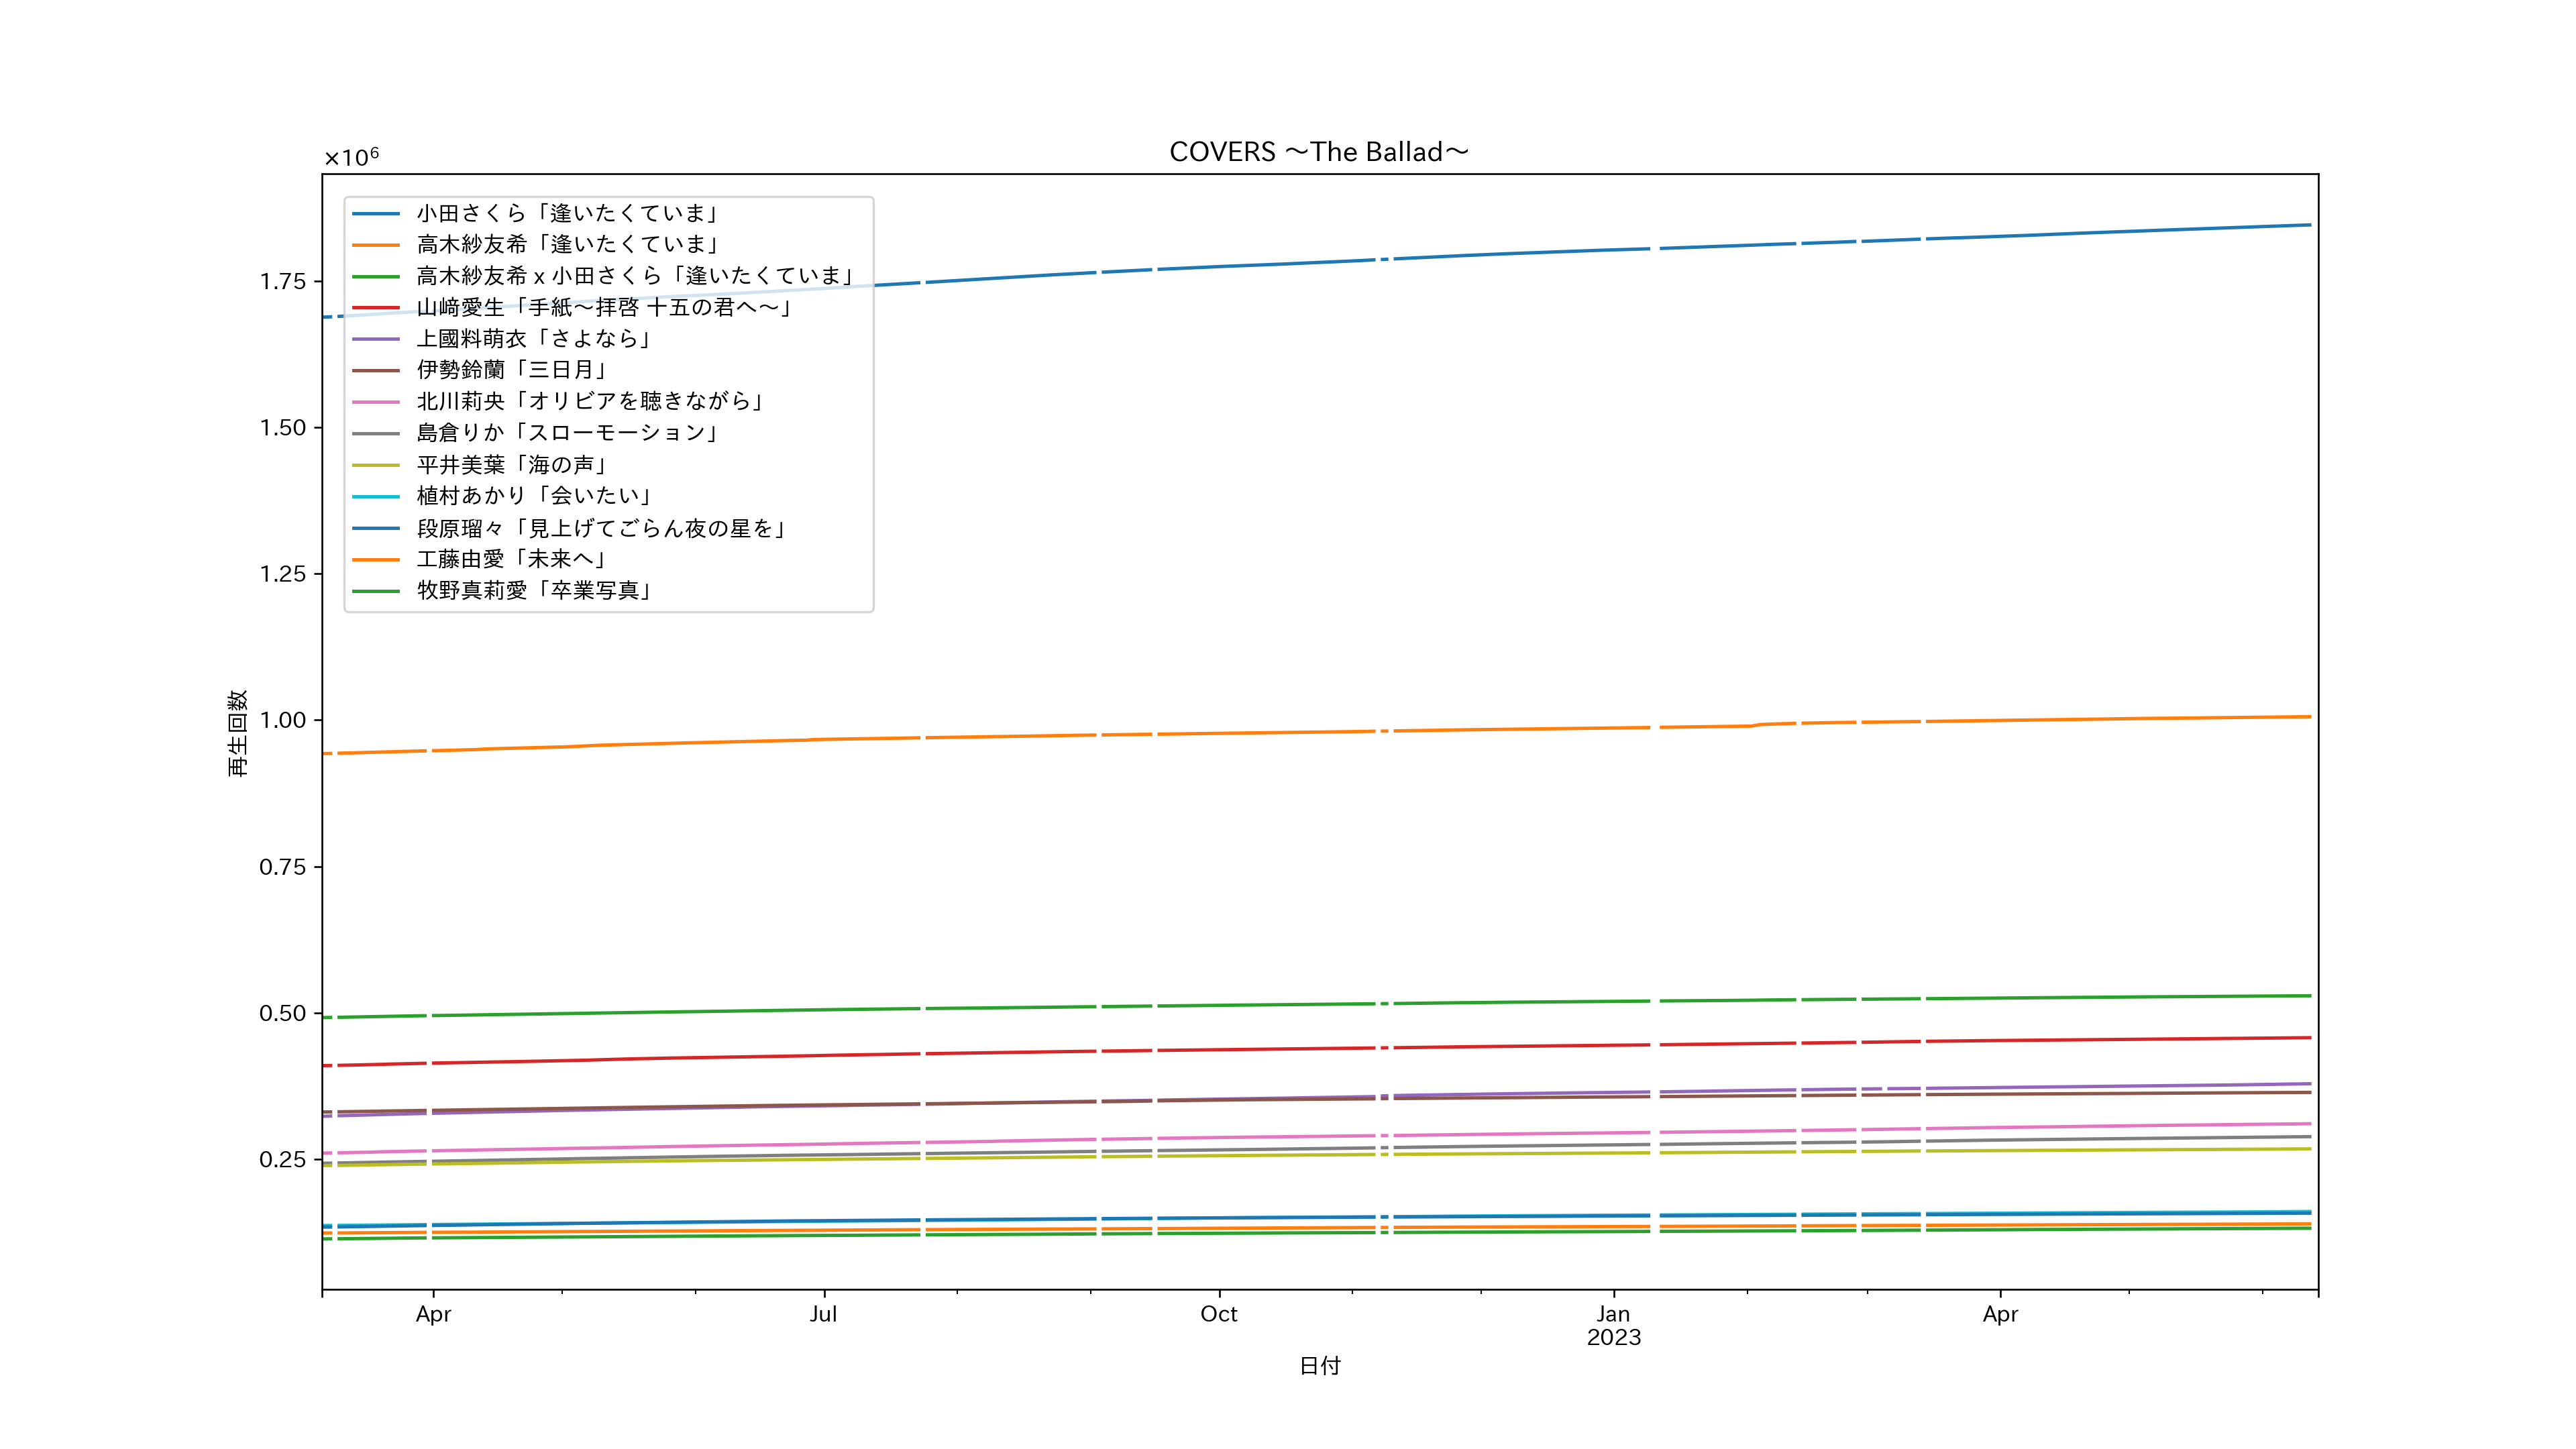 COVERS ～The Ballad～
×10⁶
小田さくら「逢いたくていま」
高木紗友希「逢いたくていま」
高木紗友希 x 小田さくら「逢いたくていま」
山﨑愛生「手紙～拝啓 十五の君へ～」
上國料萌衣「さよなら」
伊勢鈴蘭「三日月」
北川莉央「オリビアを聴きながら」
島倉りか「スローモーション」
平井美葉「海の声」
植村あかり「会いたい」
段原瑠々「見上げてごらん夜の星を」
工藤由愛「未来へ」
牧野真莉愛「卒業写真」
1.75
1.50
1.25
1.00
0.75
0.50
0.25
再生回数
Apr Jul Oct Jan Apr
2023
日付